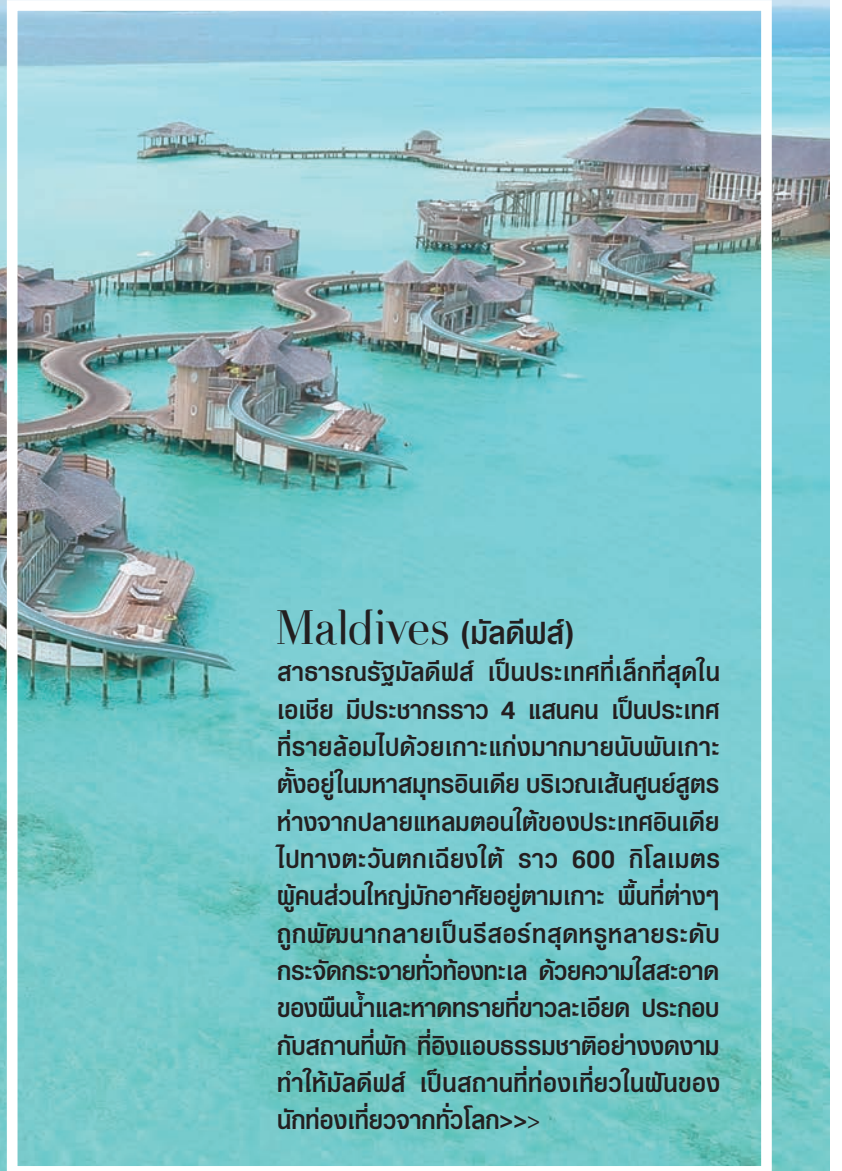 Maldives (มัลดีฟส์)
สาธารณรัฐมัลดีฟส์ เป็นประเทศที่เล็กที่สุดใน
เอเชีย มีประชากรราว 4 แสนคน เป็นประเทศ
ที่รายล้อมไปด้วยเกาะแก่งมากมายนับพันเกาะ
ตั้งอยู่ในมหาสมุทรอินเดีย บริเวณเส้นศูนย์สูตร
ห่างจากปลายแหลมตอนใต้ของประเทศอินเดีย
ไปทางตะวันตกเฉียงใต้ ราว 600 กิโลเมตร
ผู้คนส่วนใหญ่มักอาศัยอยู่ตามเกาะ พื้นที่ต่างๆ
ถูกพัฒนากลายเป็นรีสอร์ทสุดหรูหลายระดับ
กระจัดกระจายทั่วท้องทะเล ด้วยความใสสะอาด
ของผืนน้ำและหาดทรายที่ขาวละเอียด ประกอบ
กับสถานที่พัก ที่อิงแอบธรรมชาติอย่างงดงาม
ทำให้มัลดีฟส์ เป็นสถานที่ท่องเที่ยวในฝันของ
นักท่องเที่ยวจากทั่วโลก>>>